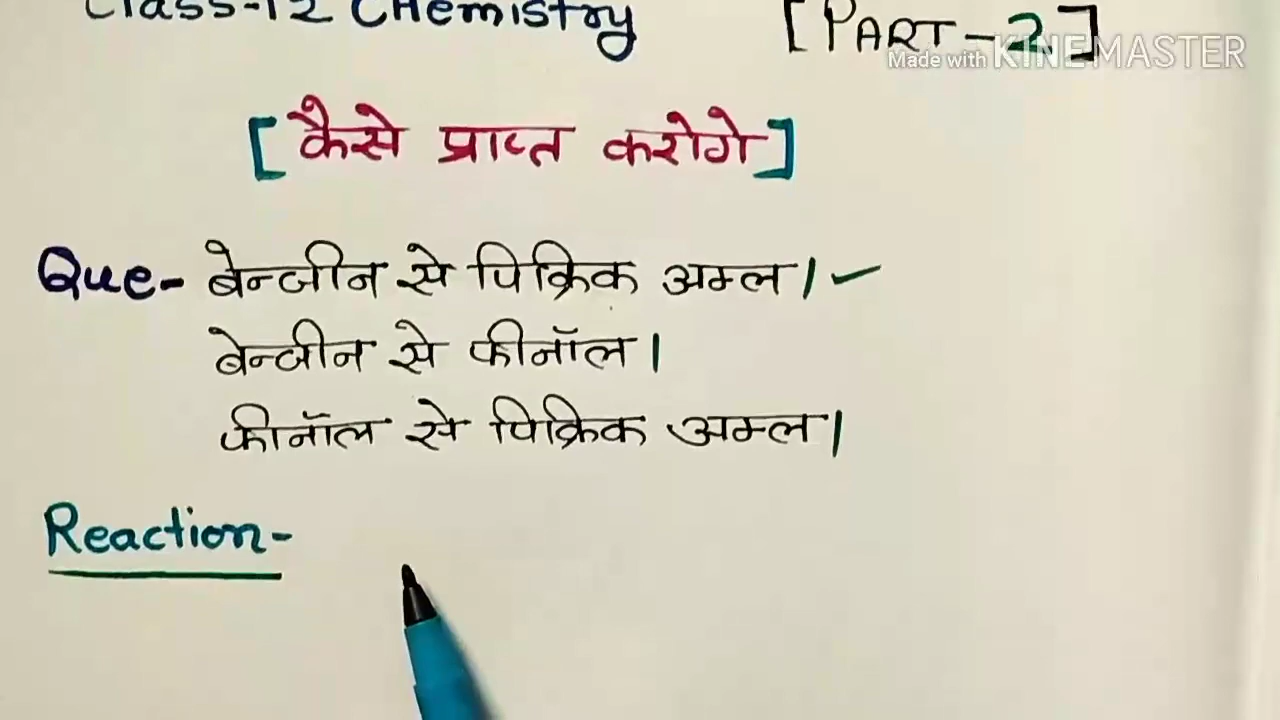 Class-12 Chemistry [PART-2]
Made with KINEMASTER
[कैसे प्राप्त करोगे]
Que- बेन्जीन से पिक्रिक अम्ल।
बेन्जीन से फीनॉल।
फीनॉल से पिक्रिक अम्ल।
Reaction-